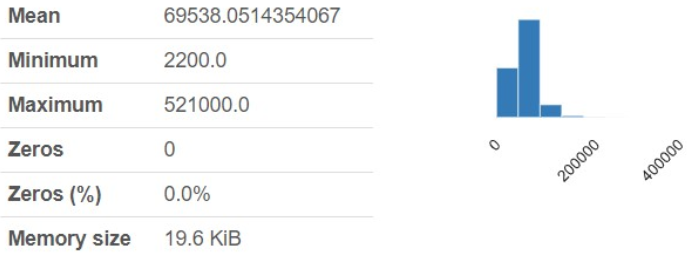 Mean 69538.0514354067
Minimum 2200.0
Maximum 521000.0
Zeros 0
Zeros (%) 0.0%
Memory size 19.6 KiB
0 200000 400000